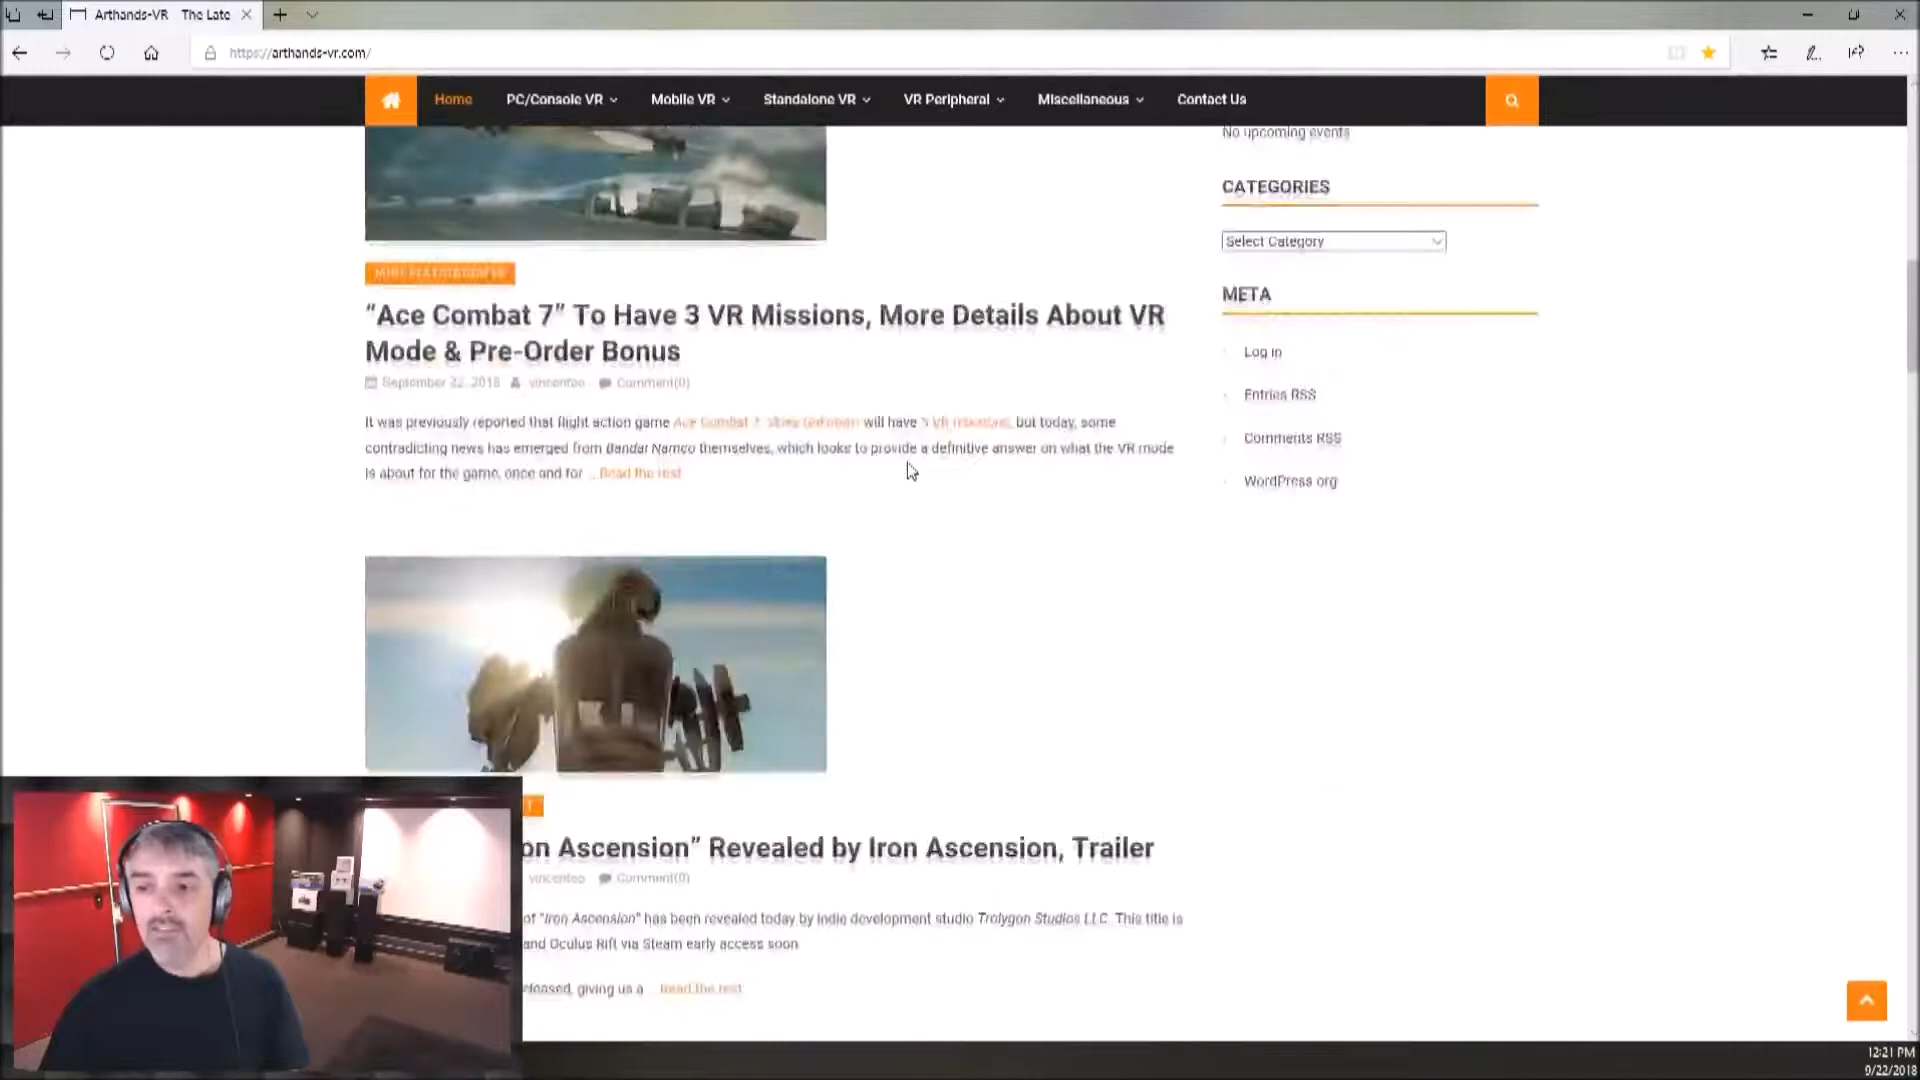 Arthands-VR The Late
https://arthands-vr.com/
Home PC/Console VR Mobile VR Standalone VR VR Peripheral Miscellaneous Contact Us
No upcoming events
CATEGORIES
Select Category
META
Log in
Entries RSS
Comments RSS
WordPress org
“Ace Combat 7” To Have 3 VR Missions, More Details About VR
Mode & Pre-Order Bonus
September 22, 2018 Comment(0)
It was previously reported that flight action game Ace Combat 7 will have 3 VR missions, but today, some
contradicting news has emerged from Bandai Namco themselves, which looks to provide a definitive answer on what the VR mode
is about for the game, once and for ... Read the rest
on Ascension” Revealed by Iron Ascension, Trailer
Comment(0)
of "Iron Ascension" has been revealed today by indie development studio Trolygon Studios LLC. This title is
and Oculus Rift via Steam early access soon
eleased, giving us a ... Read the rest
12:21 PM
9/22/2018